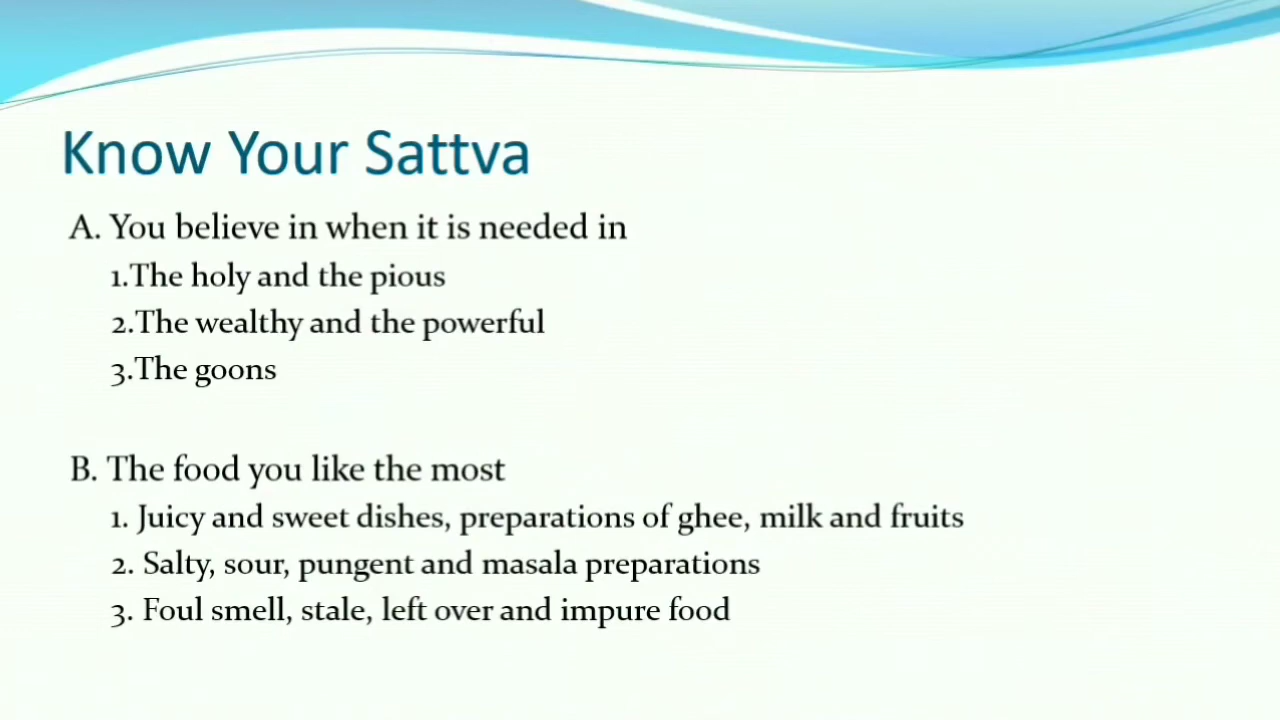 Know Your Sattva
A. You believe in when it is needed in
1.The holy and the pious
2.The wealthy and the powerful
3.The goons
B. The food you like the most
1. Juicy and sweet dishes, preparations of ghee, milk and fruits
2. Salty, sour, pungent and masala preparations
3. Foul smell, stale, left over and impure food